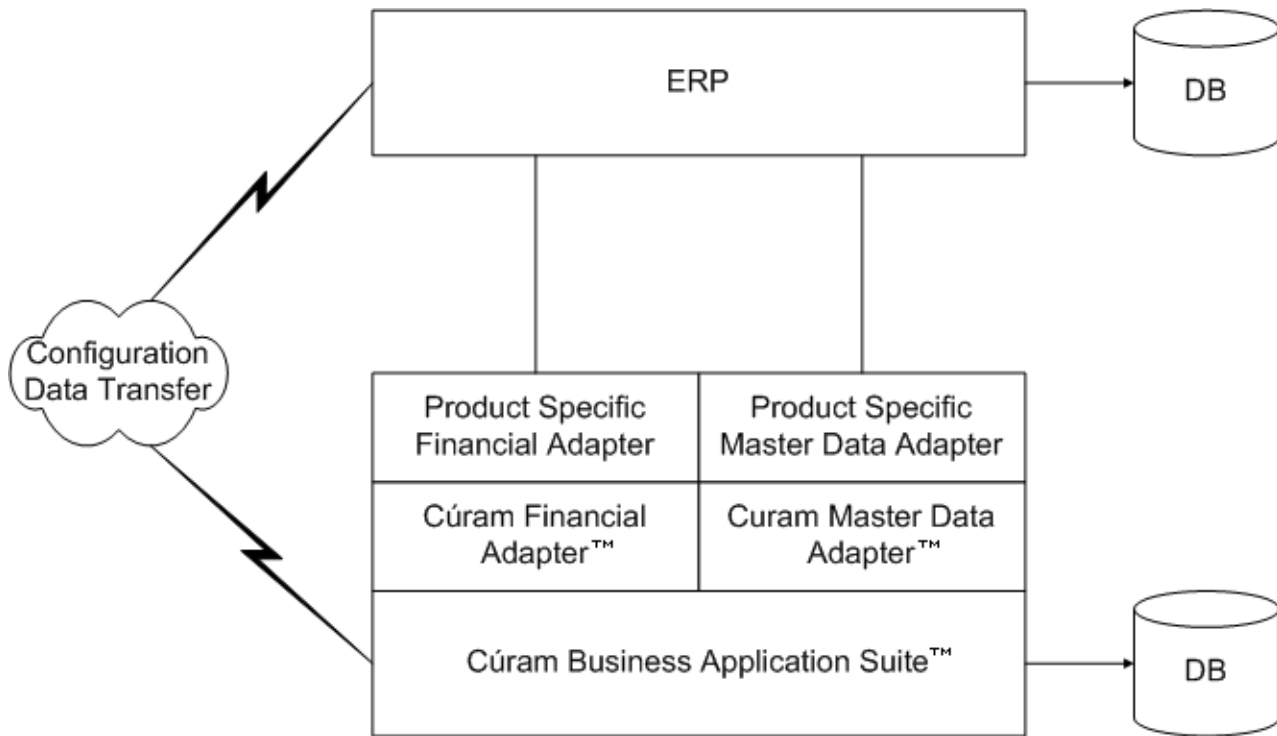 ERP
DB
Configuration
Data Transfer
Product Specific
Financial Adapter
Product Specific
Master Data Adapter
Cúram Financial
Adapter™
Curam Master Data
Adapter™
Cúram Business Application Suite™
DB